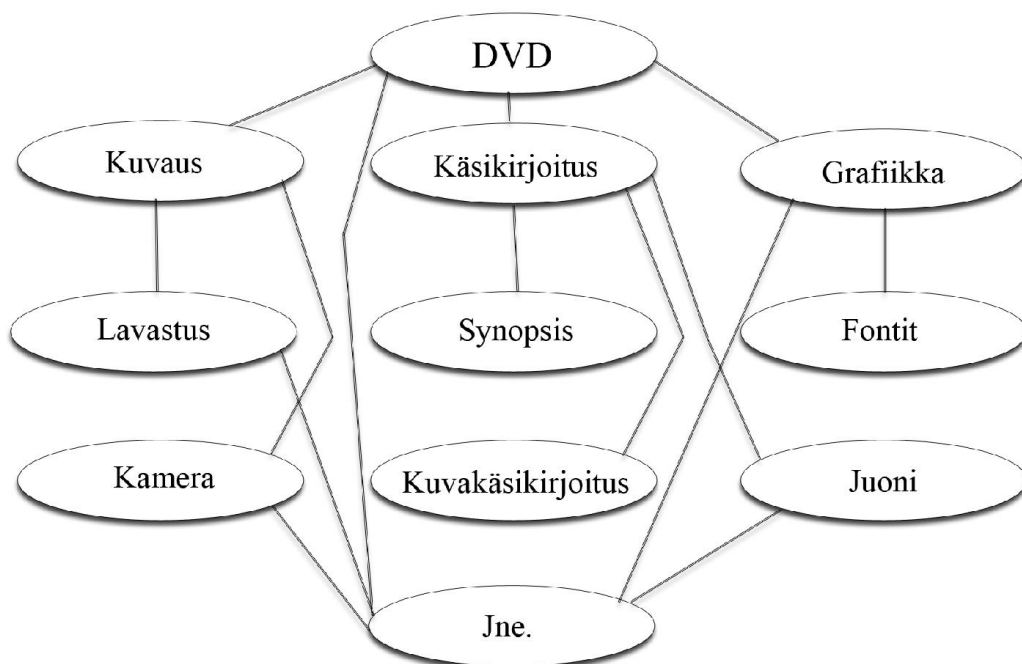 DVD
Kuvaus
Käsikirjoitus
Grafiikka
Lavastus
Synopsis
Fontit
Kamera
Kuvakäsikirjoitus
Juoni
Jne.